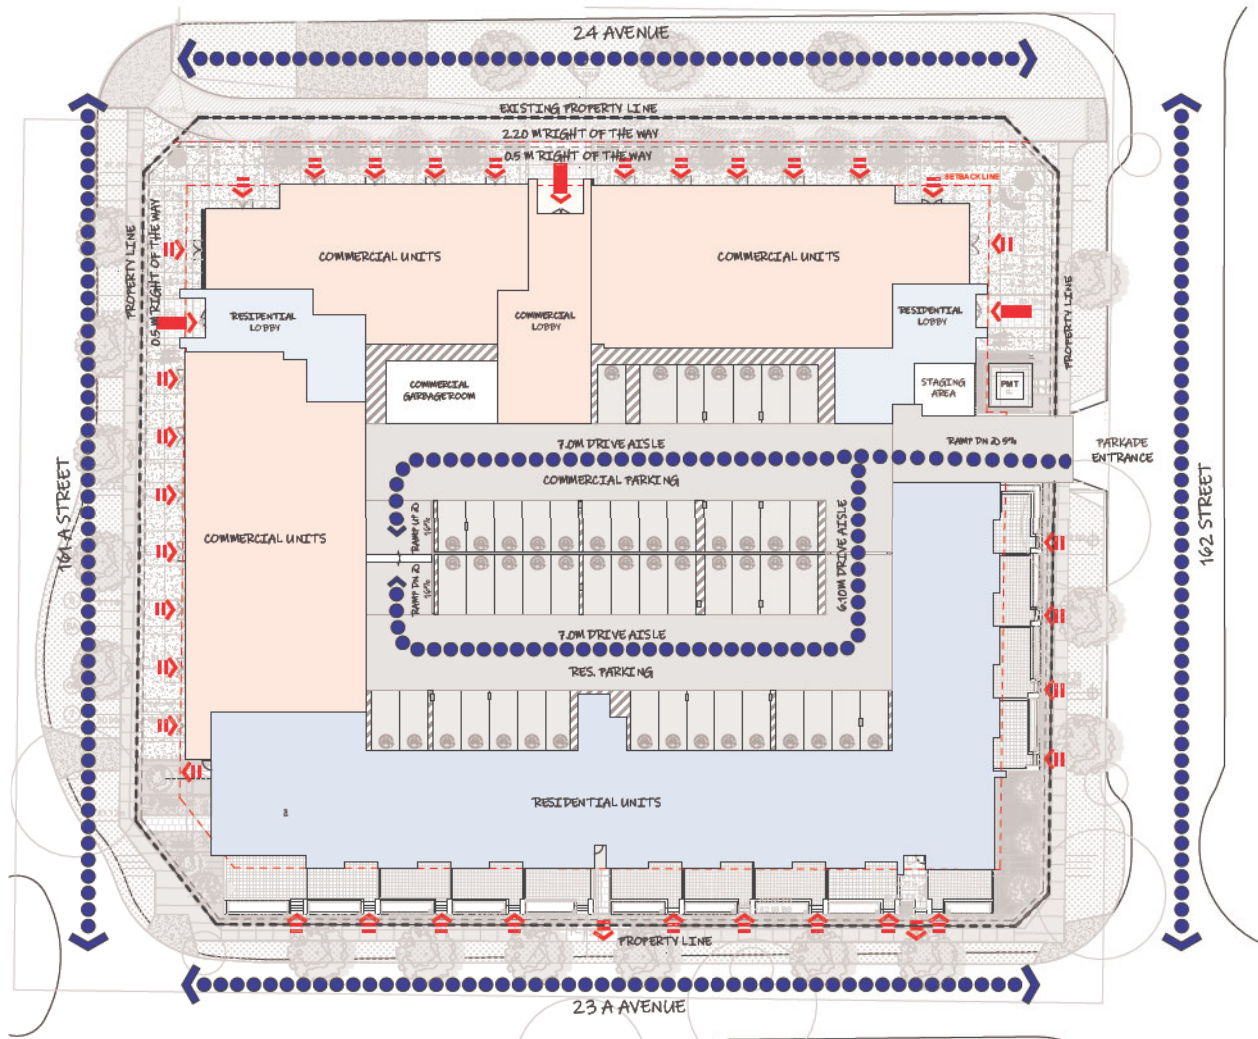 24 AVENUE
EXISTING PROPERTY LINE
2.20 M RIGHT OF THE WAY
0.5 M RIGHT OF THE WAY
SETBACK LINE
PROPERTY LINE
0.5 M RIGHT OF THE WAY
COMMERCIAL UNITS
COMMERCIAL UNITS
RESIDENTIAL
LOBBY
COMMERCIAL
LOBBY
RESIDENTIAL
LOBBY
PROPERTY LINE
COMMERCIAL
GARBAGE ROOM
STAGING
AREA
PMT
7.0M DRIVE AISLE
RAMP DN @ 5%
PARKADE
ENTRANCE
COMMERCIAL PARKING
161 A STREET
COMMERCIAL UNITS
RAMP UP @
16%
RAMP DN @
16%
6.10M DRIVE AISLE
162 STREET
7.0M DRIVE AISLE
RES. PARKING
RESIDENTIAL UNITS
PROPERTY LINE
23 A AVENUE